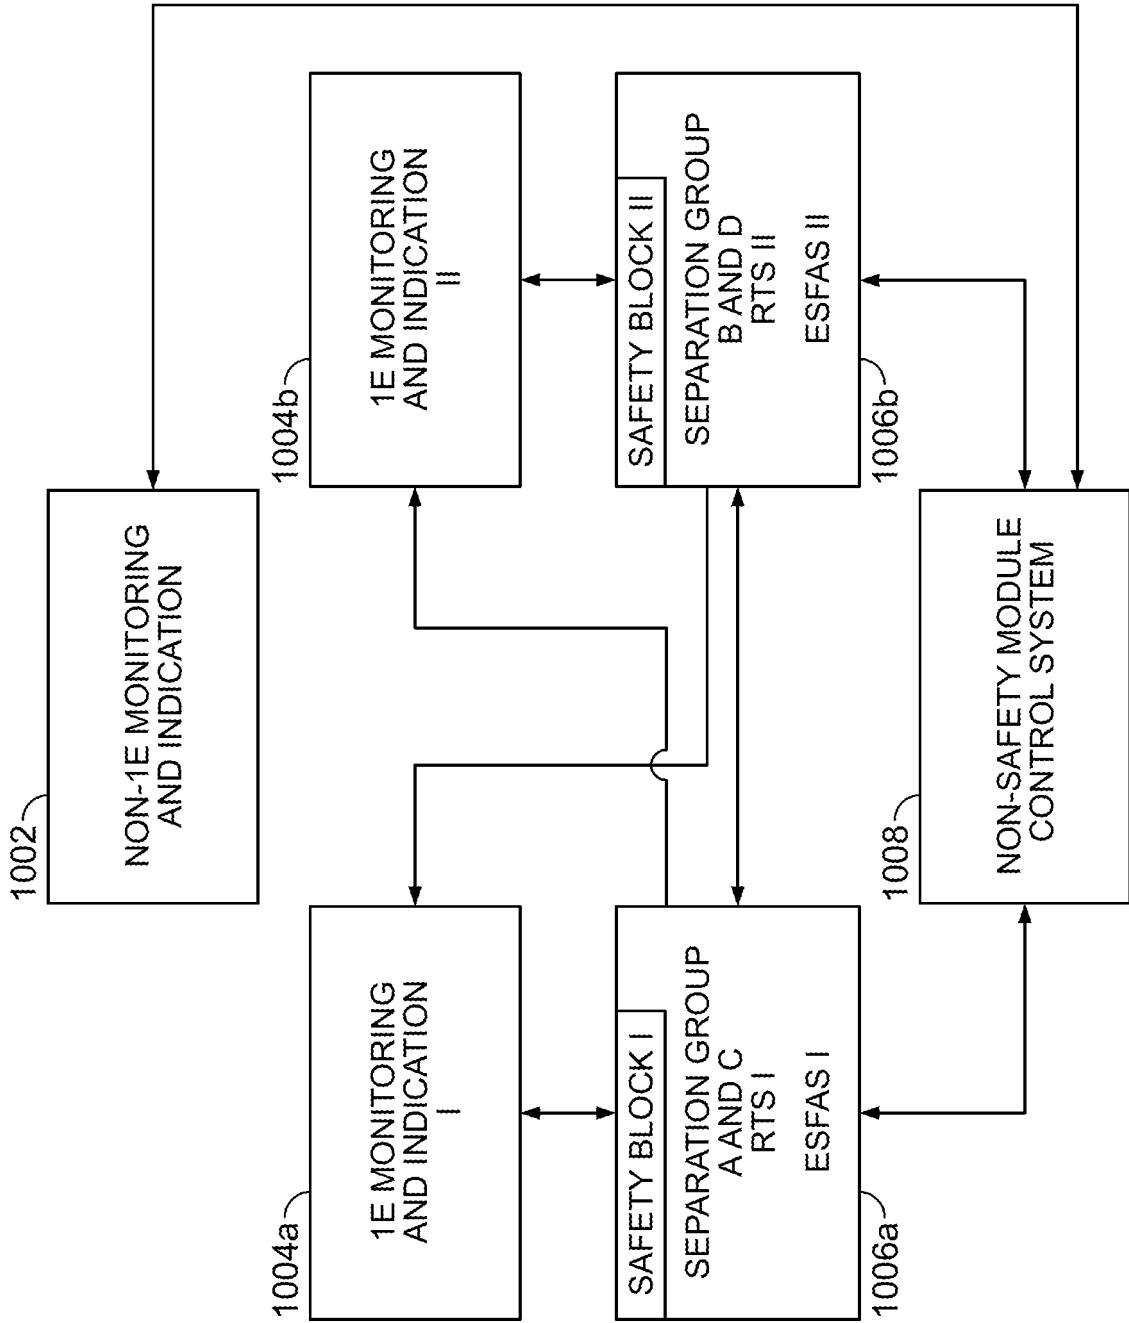 1002
NON-1E MONITORING
AND INDICATION
1004a
1E MONITORING
AND INDICATION
I
1004b
1E MONITORING
AND INDICATION
II
SAFETY BLOCK I
SEPARATION GROUP
A AND C
RTS I
ESFAS I
1006a
SAFETY BLOCK II
SEPARATION GROUP
B AND D
RTS II
ESFAS II
1006b
1008
NON-SAFETY MODULE
CONTROL SYSTEM